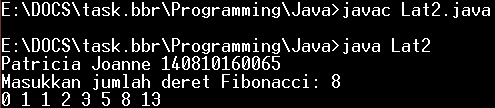 E:\DOCS\task.bbr\Programming\Java>javac Lat2.java
E:\DOCS\task.bbr\Programming\Java>java Lat2
Patricia Joanne 140810160065
Masukkan jumlah deret Fibonacci: 8
0 1 1 2 3 5 8 13